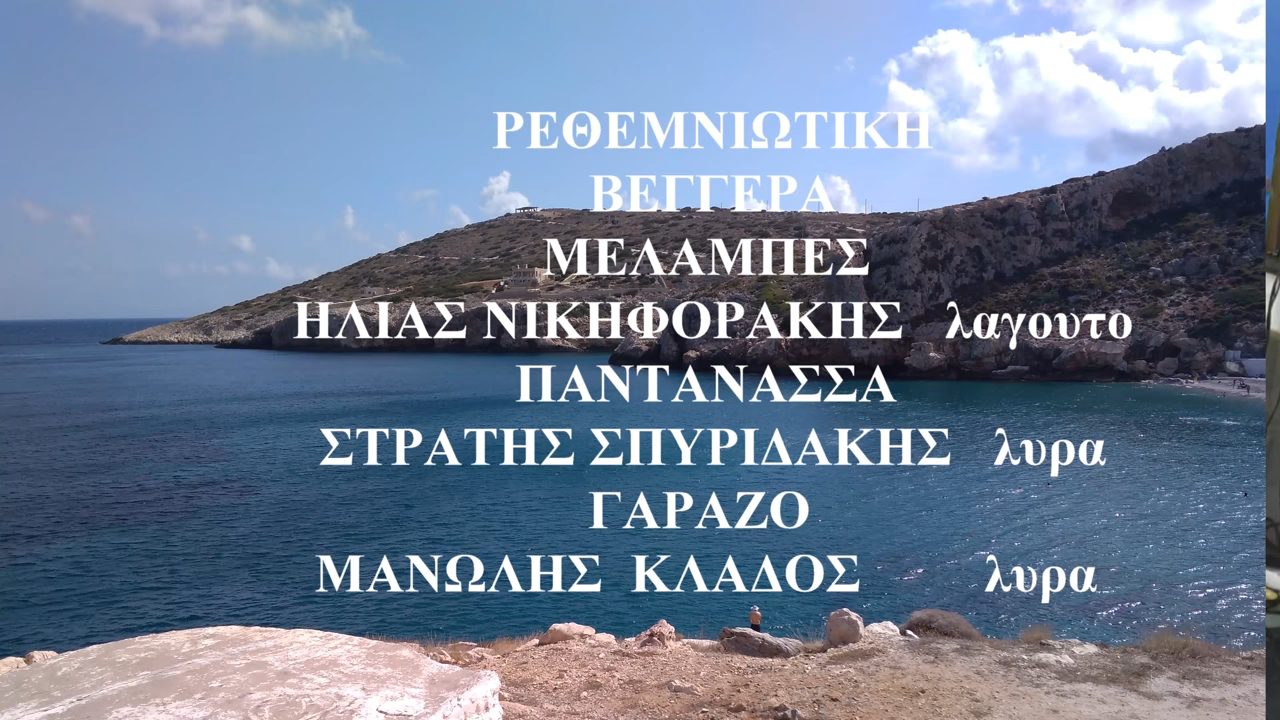 ΡΕΘΕΜΝΙΩΤΙΚΗ
ΒΕΓΓΕΡΑ
ΜΕΛΑΜΠΕΣ
ΗΛΙΑΣ ΝΙΚΗΦΟΡΑΚΗΣ λαγουτο
ΠΑΝΤΑΝΑΣΣΑ
ΣΤΡΑΤΗΣ ΣΠΥΡΙΔΑΚΗΣ λυρα
ΓΑΡΑΖΟ
ΜΑΝΩΛΗΣ ΚΛΑΔΟΣ λυρα